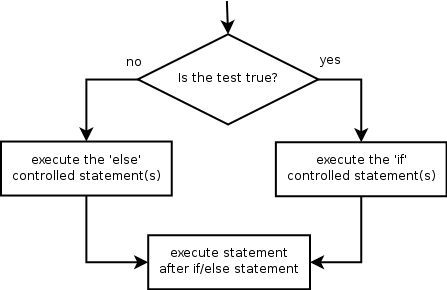 no
yes
Is the test true?
execute the 'else'
controlled statement(s)
execute the 'if'
controlled statement(s)
execute statement
after if/else statement